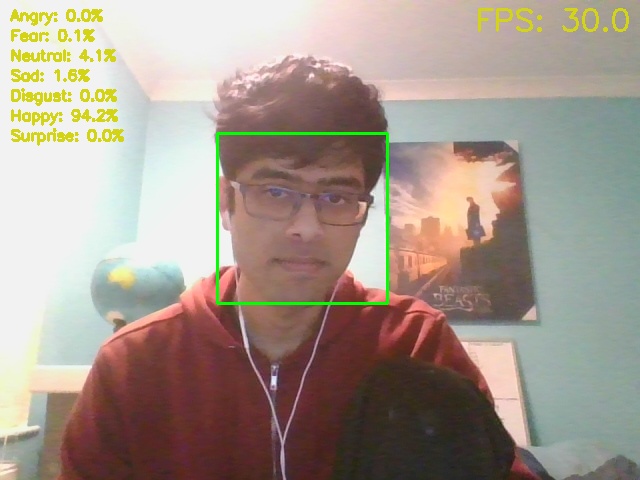 Angry: 0.0%
Fear: 0.1%
Neutral: 4.1%
Sad: 1.6%
Disgust: 0.0%
Happy: 94.2%
Surprise: 0.0%
FPS: 30.0
FANTASTIC
BEASTS